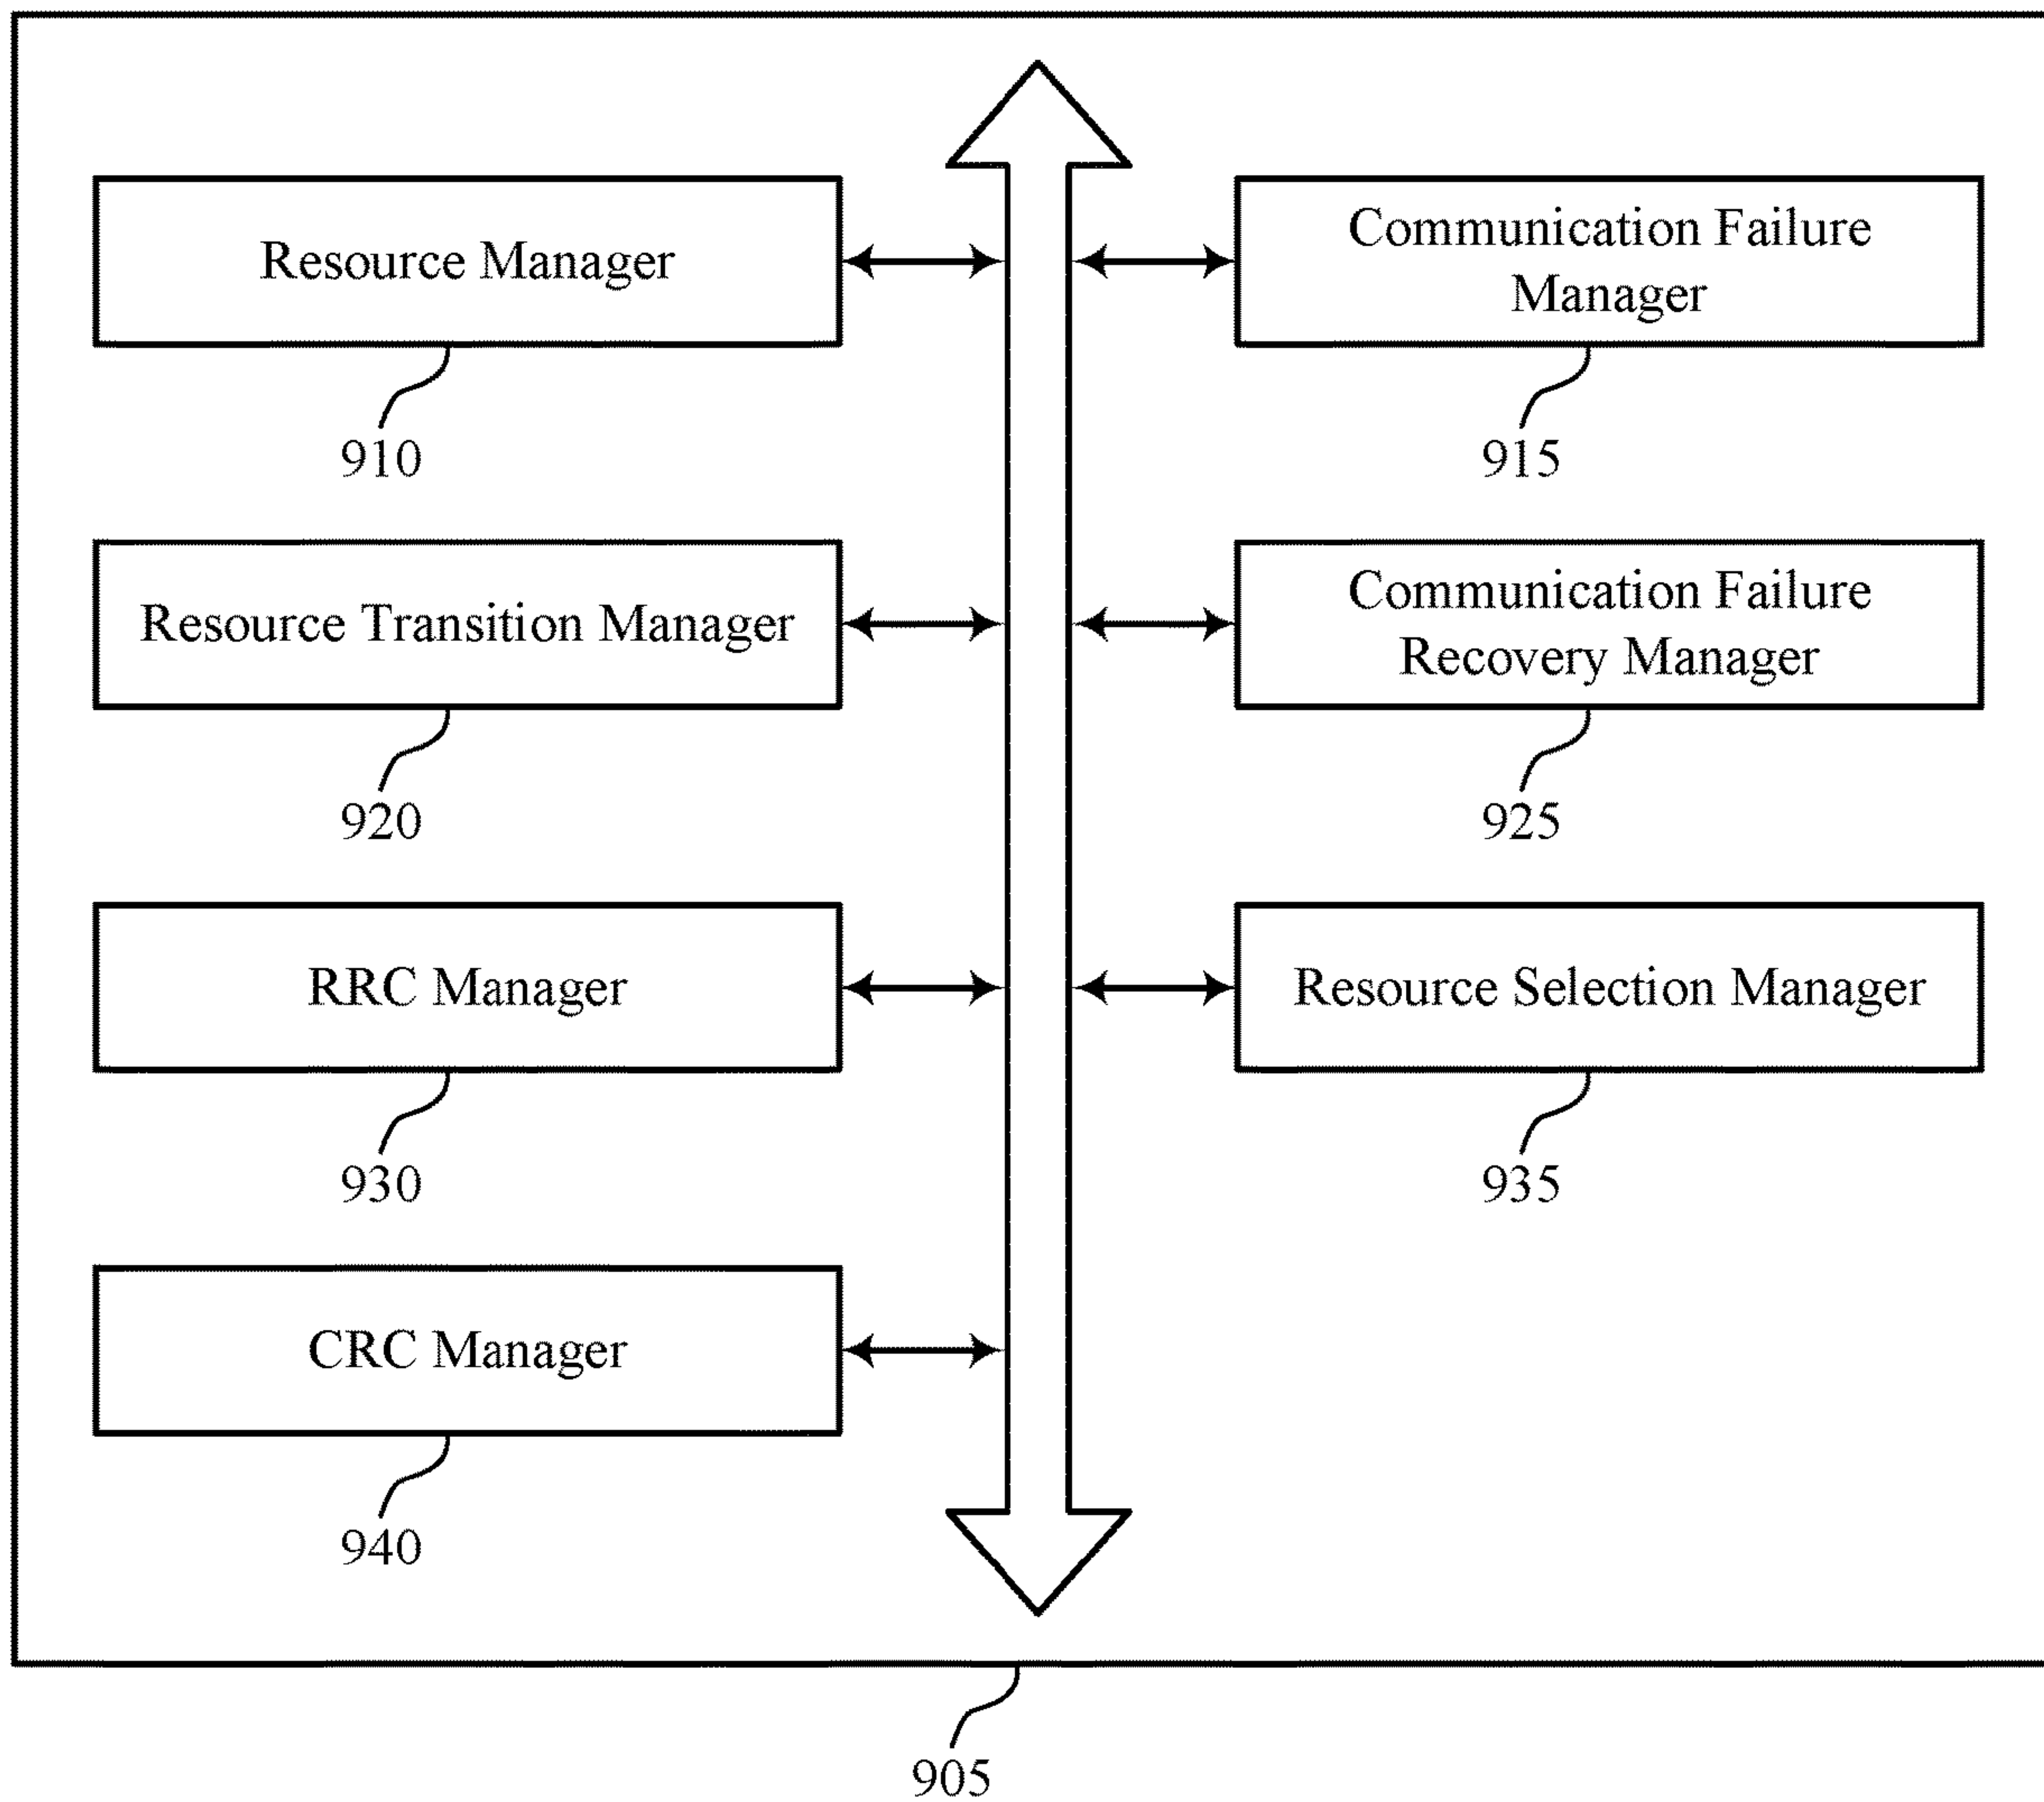 Resource Manager
910
Communication Failure
Manager
915
Resource Transition Manager
920
Communication Failure
Recovery Manager
925
RRC Manager
930
Resource Selection Manager
935
CRC Manager
940
905